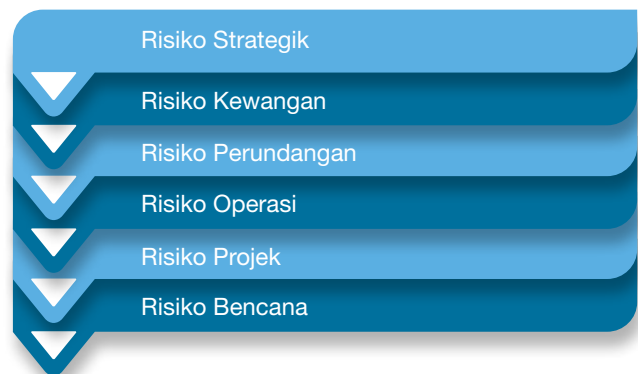 Risiko Strategik
Risiko Kewangan
Risiko Perundangan
Risiko Operasi
Risiko Projek
Risiko Bencana